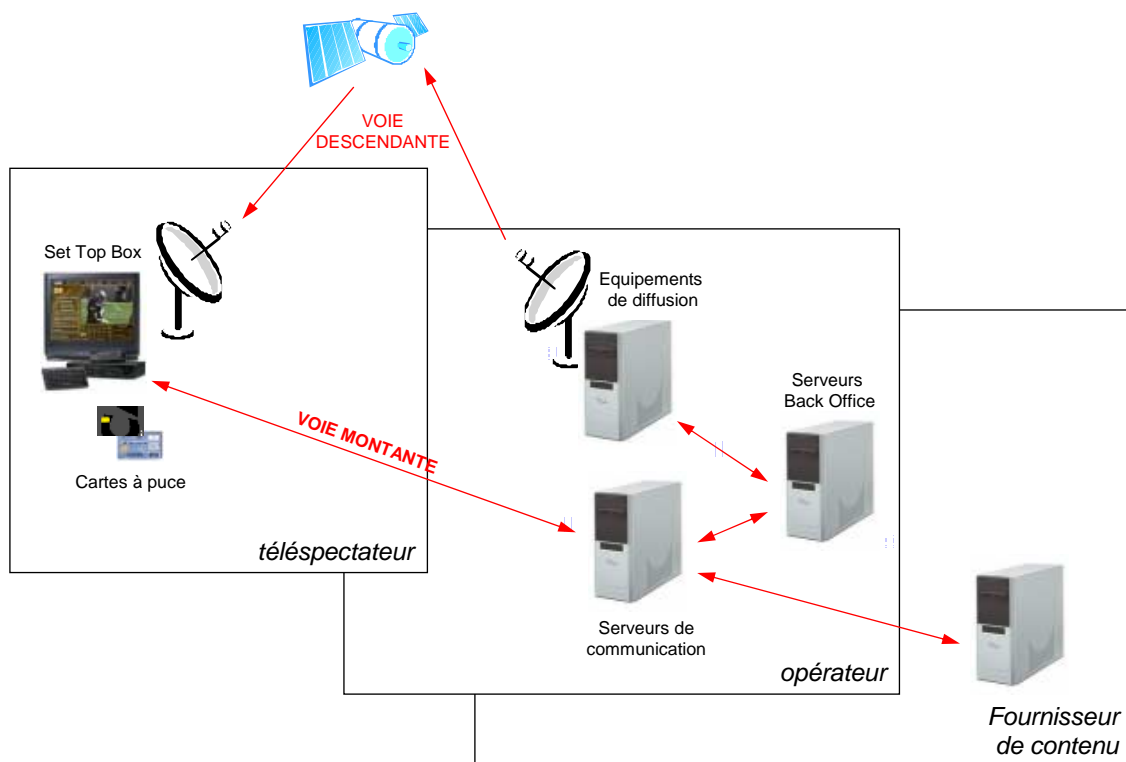 VOIE
DESCENDANTE
Set Top Box
Cartes à puce
VOIE MONTANTE
téléspectateur
Equipements
de diffusion
Serveurs
Back Office
Serveurs de
communication
opérateur
Fournisseur
de contenu